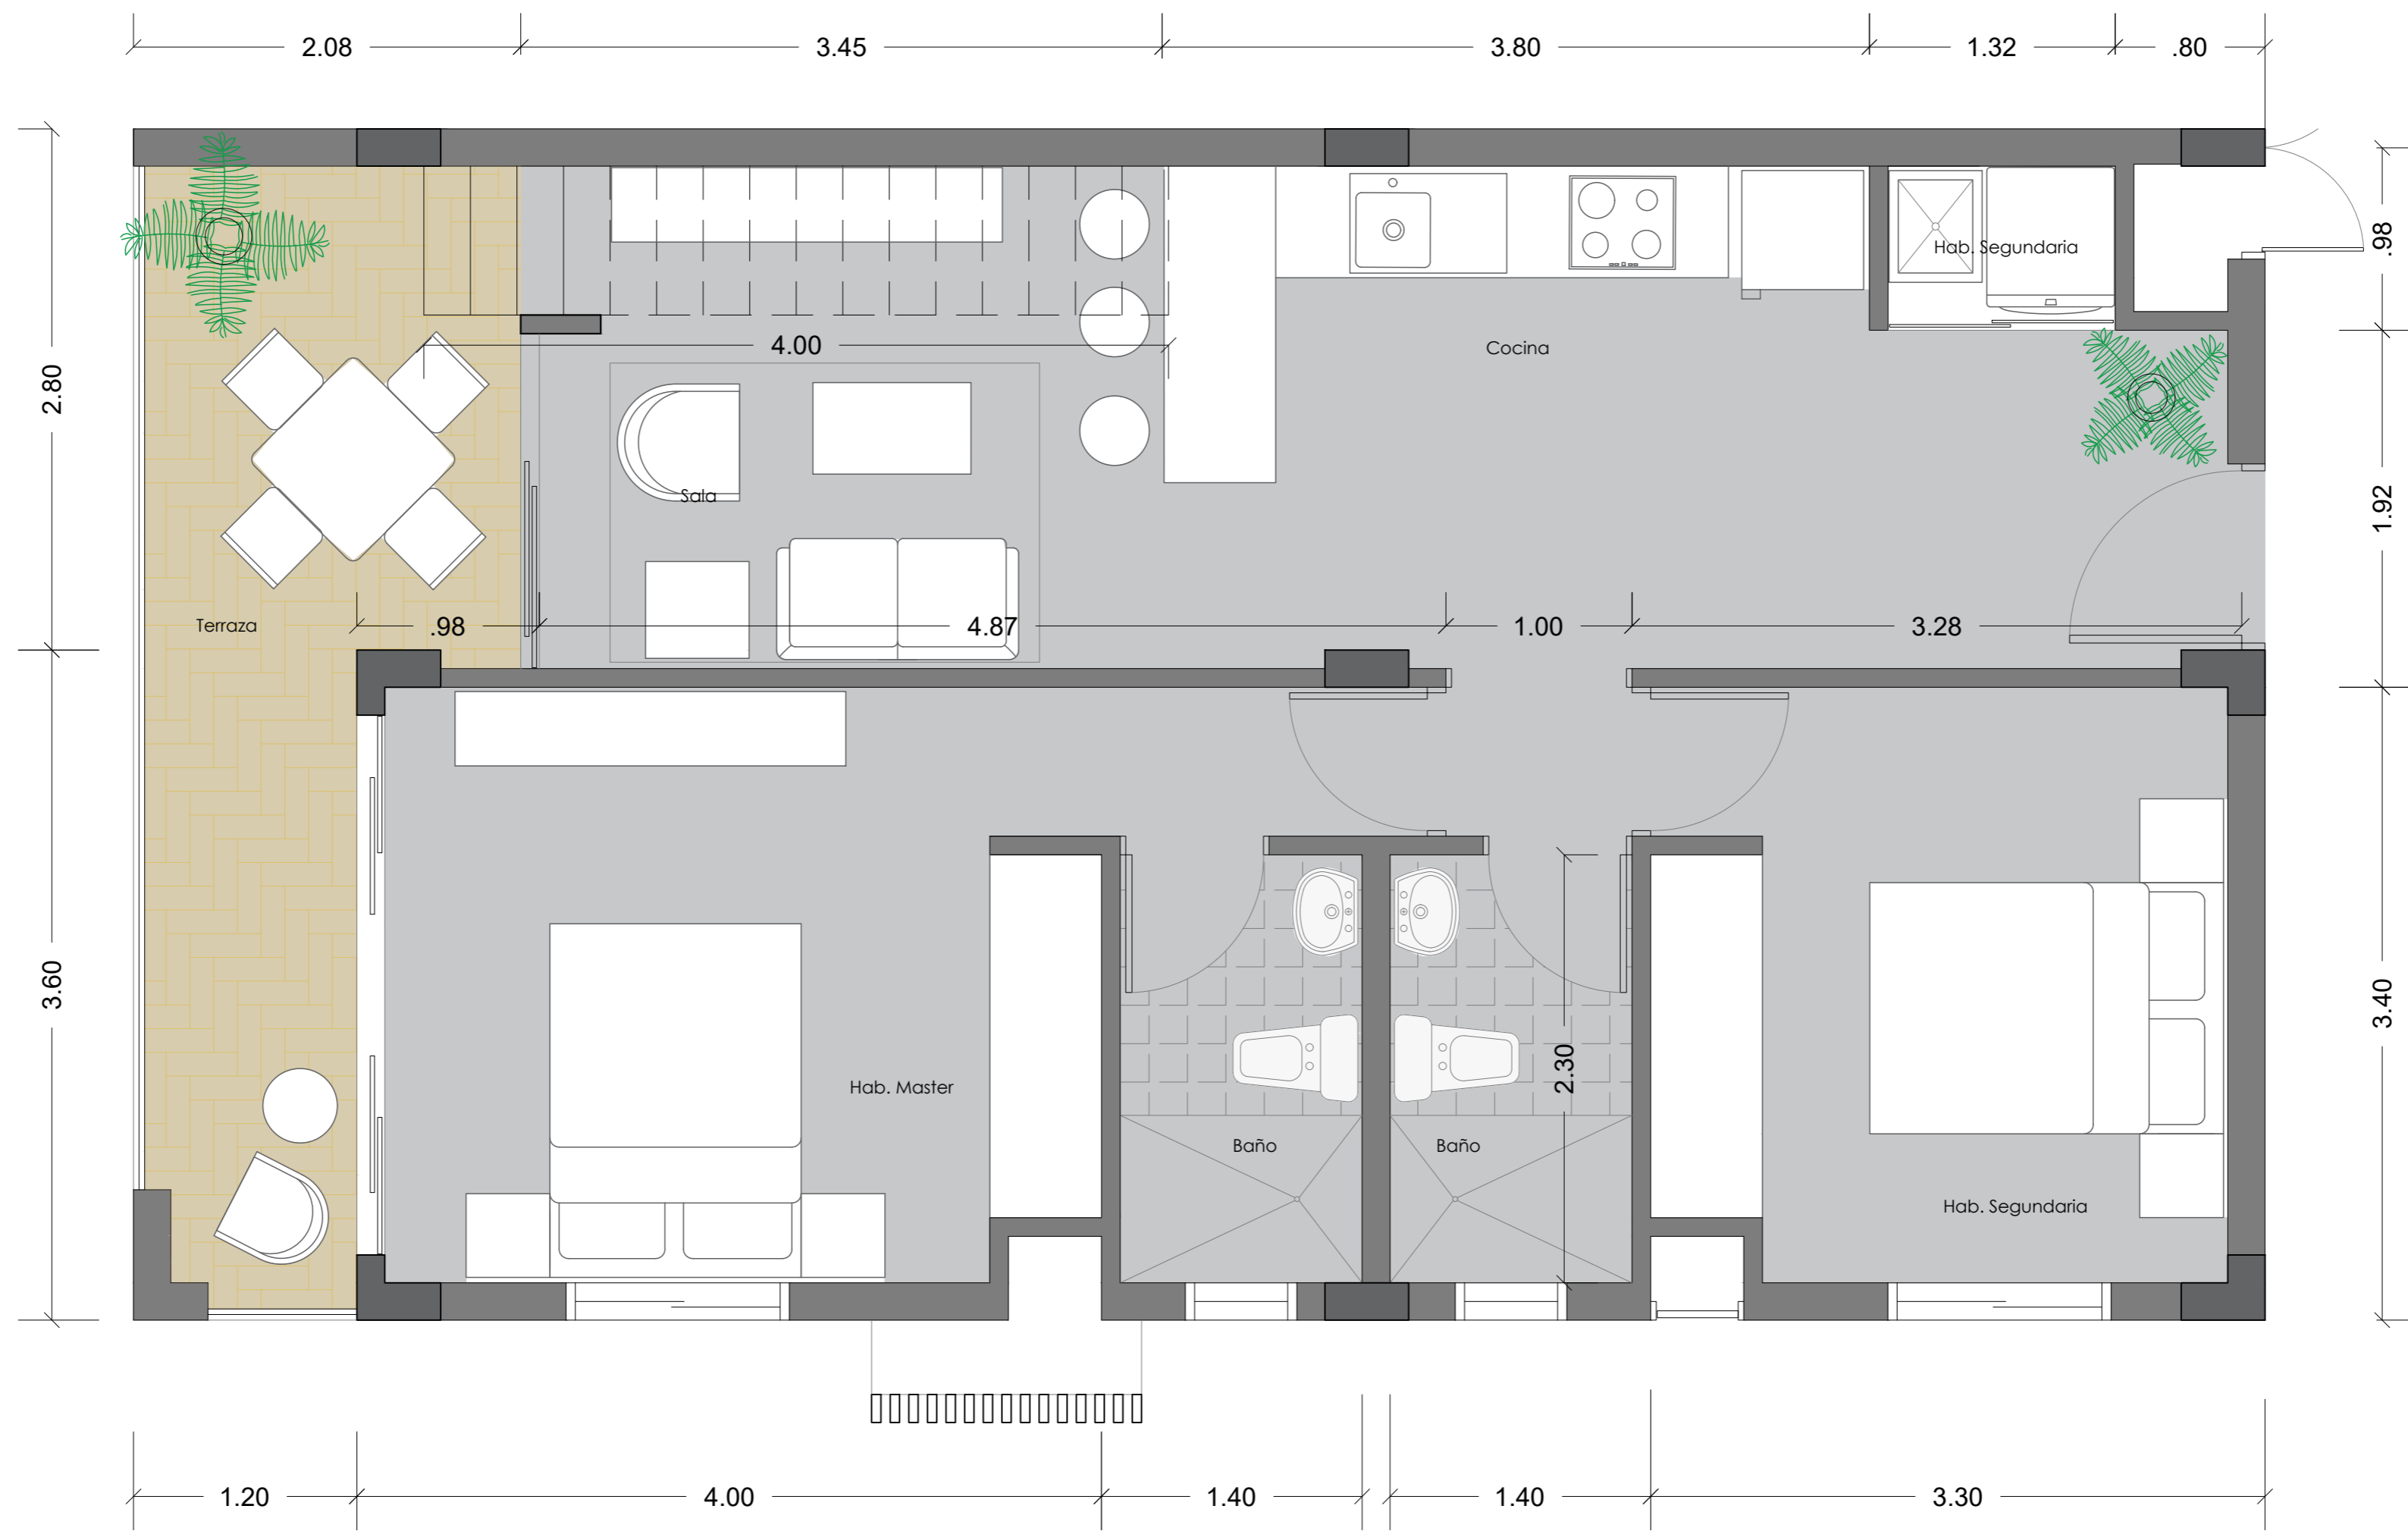 2.08 3.45 3.80 1.32 .80
.98
Hab. Segundaria
2.80
4.00
Cocina
Sala
1.92
Terraza
.98 4.87 1.00 3.28
3.60
3.40
2.30
Hab. Master
Baño Baño
Hab. Segundaria
1.20 4.00 1.40 1.40 3.30